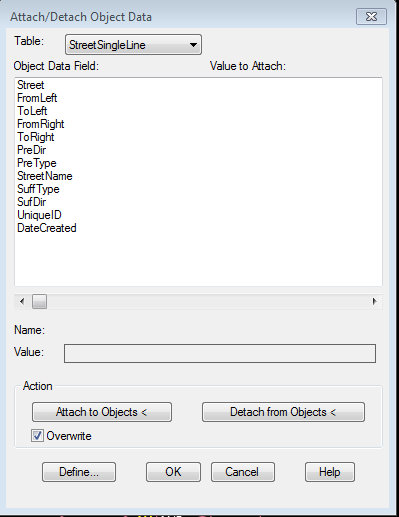 Attach/Detach Object Data
Table: StreetSingleLine
Object Data Field: Value to Attach:
Street
FromLeft
ToLeft
FromRight
ToRight
PreDir
PreType
StreetName
SuffType
SufDir
UniqueID
DateCreated
Name:
Value:
Action
Attach to Objects < Detach from Objects <
Overwrite
Define... OK Cancel Help